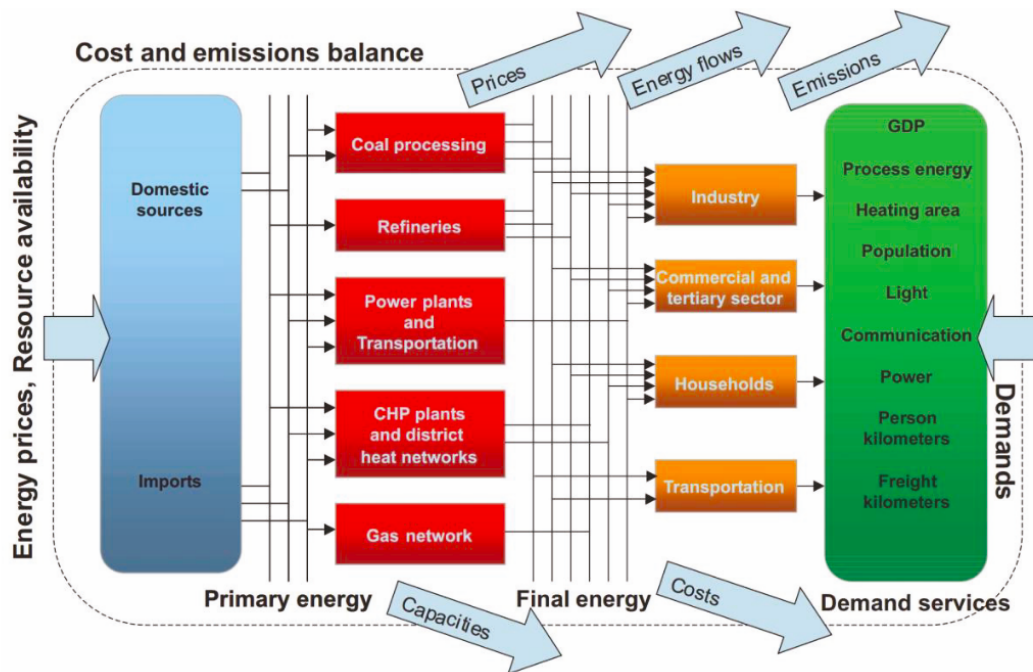 Cost and emissions balance
Prices
Energy flows
Emissions
Energy prices, Resource availability
Domestic
sources
Imports
Coal processing
Refineries
Power plants
and
Transportation
CHP plants
and district
heat networks
Gas network
Industry
Commercial and
tertiary sector
Households
Transportation
GDP
Process energy
Heating area
Population
Light
Communication
Power
Person
kilometers
Freight
kilometers
Demands
Primary energy
Capacities
Final energy
Costs
Demand services